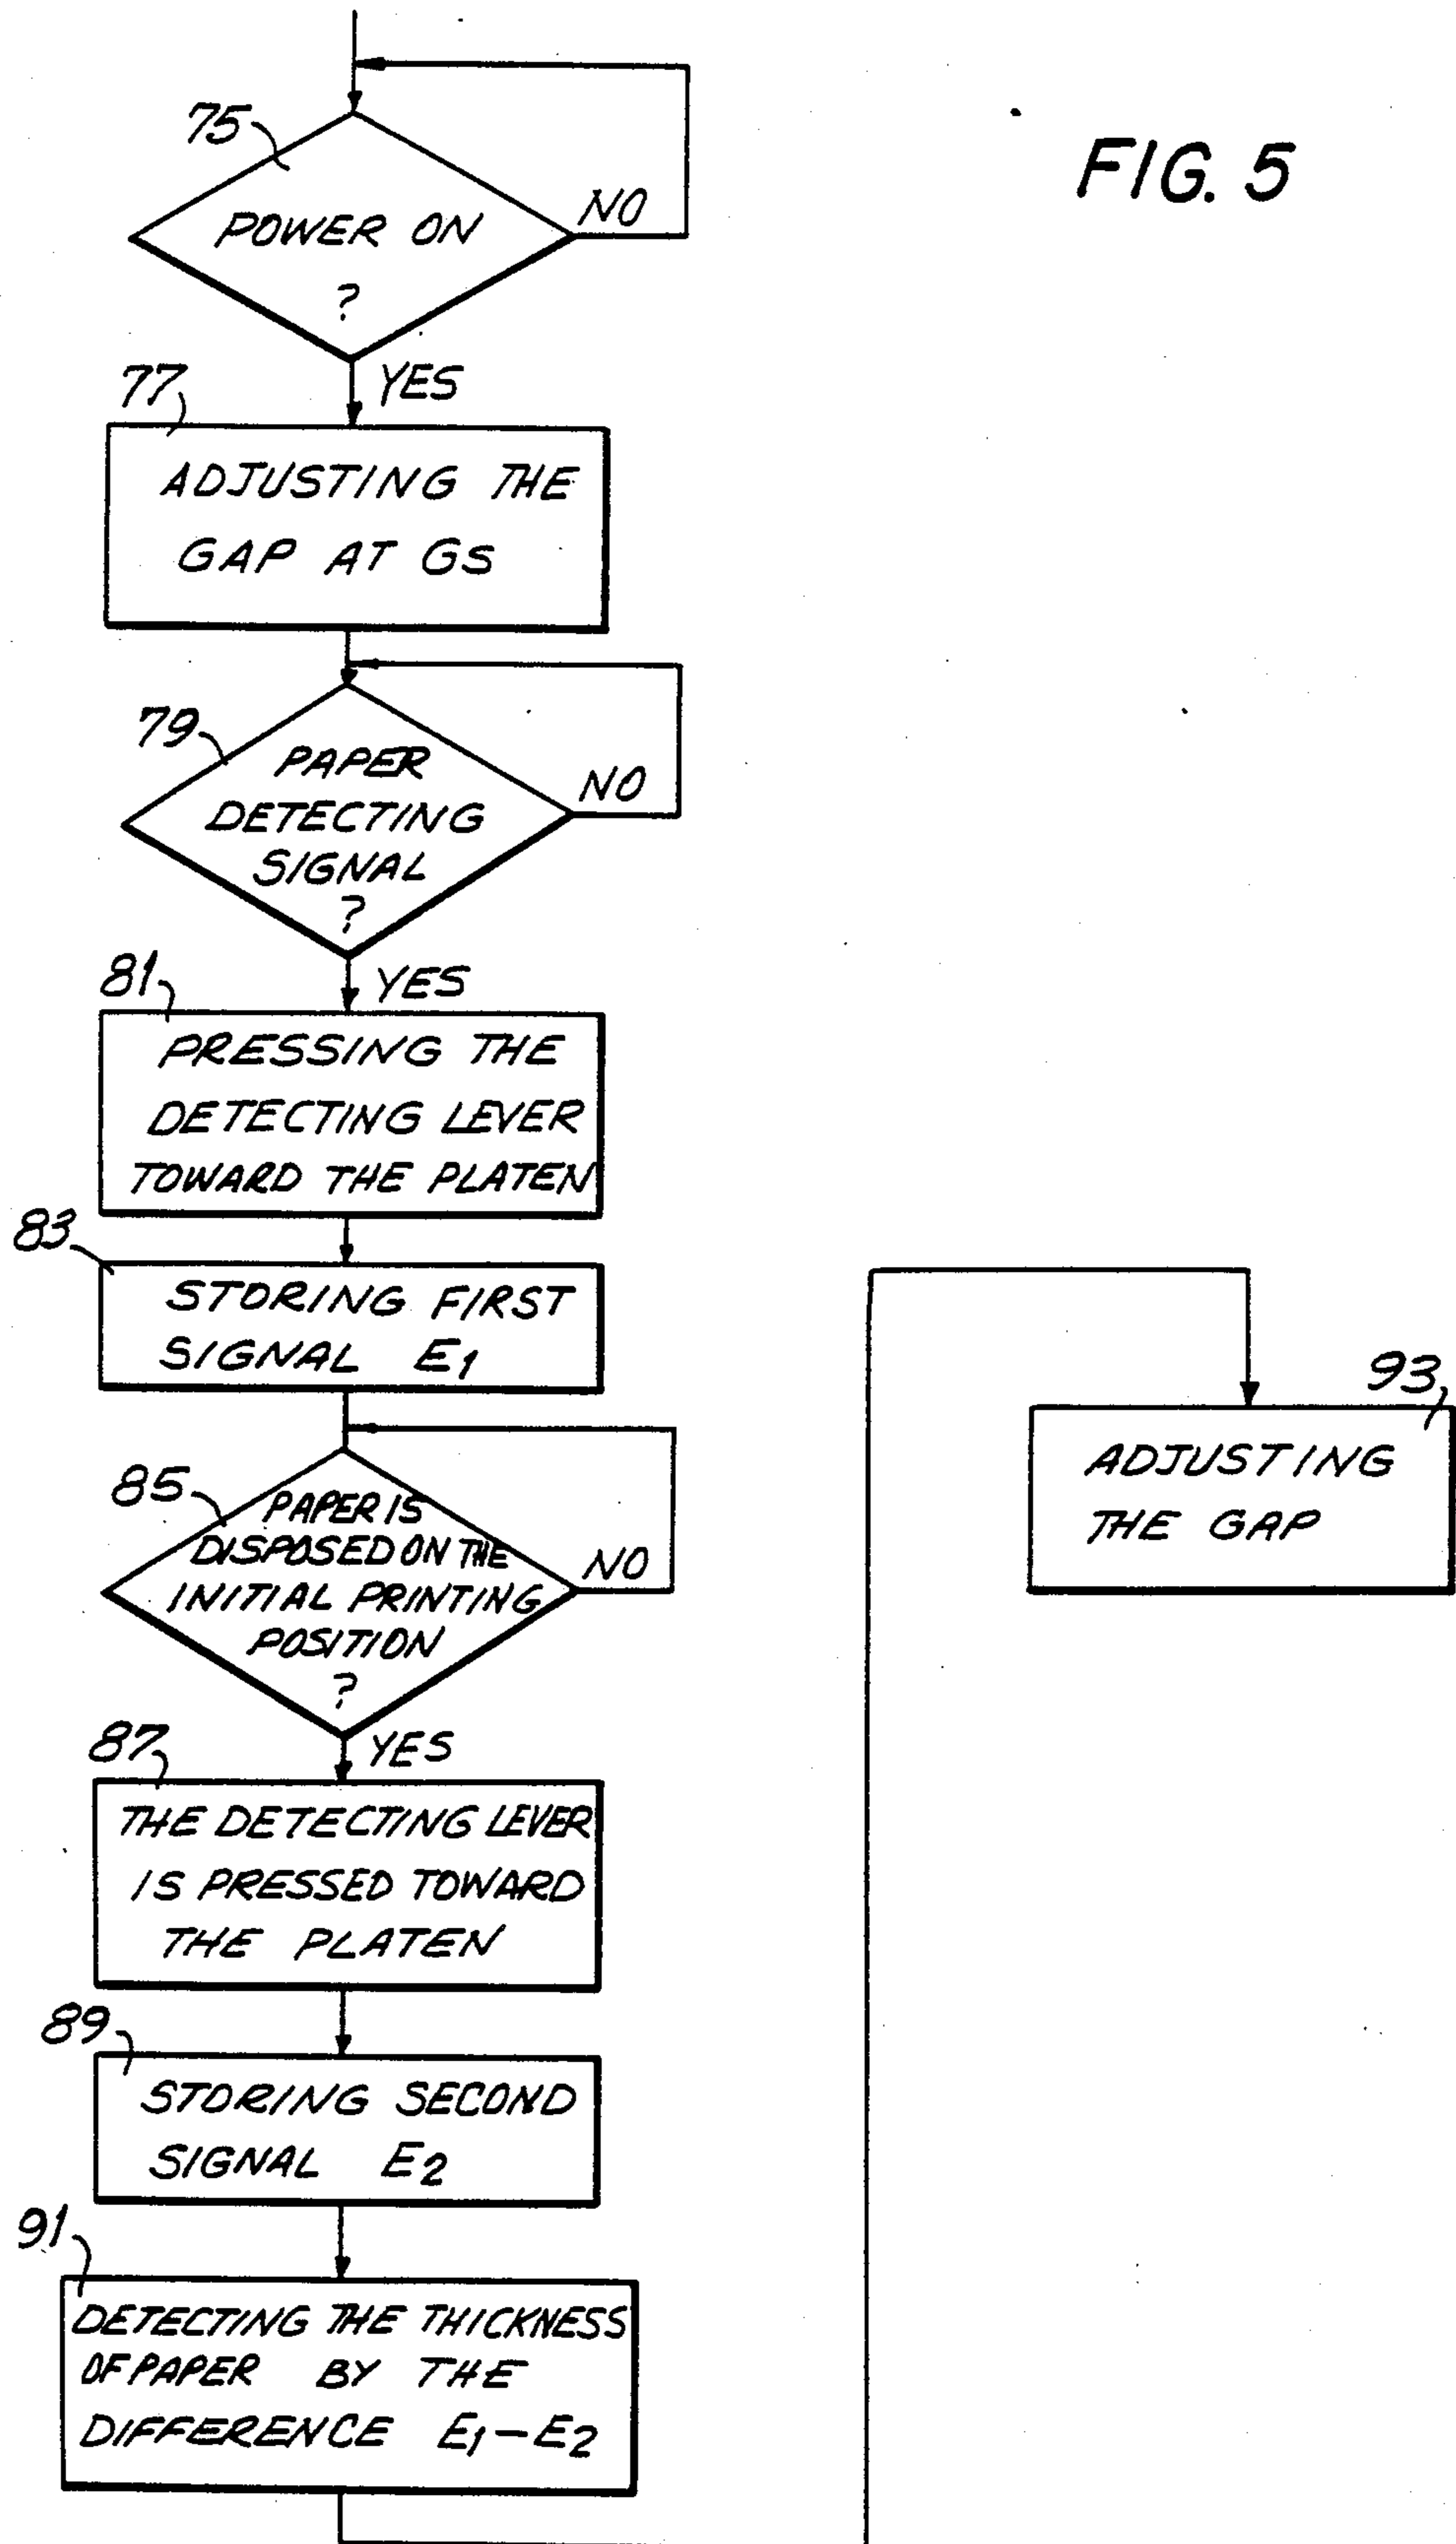 FIG. 5
75
POWER ON
?
NO
YES
77
ADJUSTING THE
GAP AT GS
79
PAPER
DETECTING
SIGNAL
?
NO
YES
81
PRESSING THE
DETECTING LEVER
TOWARD THE PLATEN
83
STORING FIRST
SIGNAL E1
85
PAPER IS
DISPOSED ON THE
INITIAL PRINTING
POSITION
?
NO
YES
87
THE DETECTING LEVER
IS PRESSED TOWARD
THE PLATEN
89
STORING SECOND
SIGNAL E2
91
DETECTING THE THICKNESS
OF PAPER BY THE
DIFFERENCE E1-E2
93
ADJUSTING
THE GAP